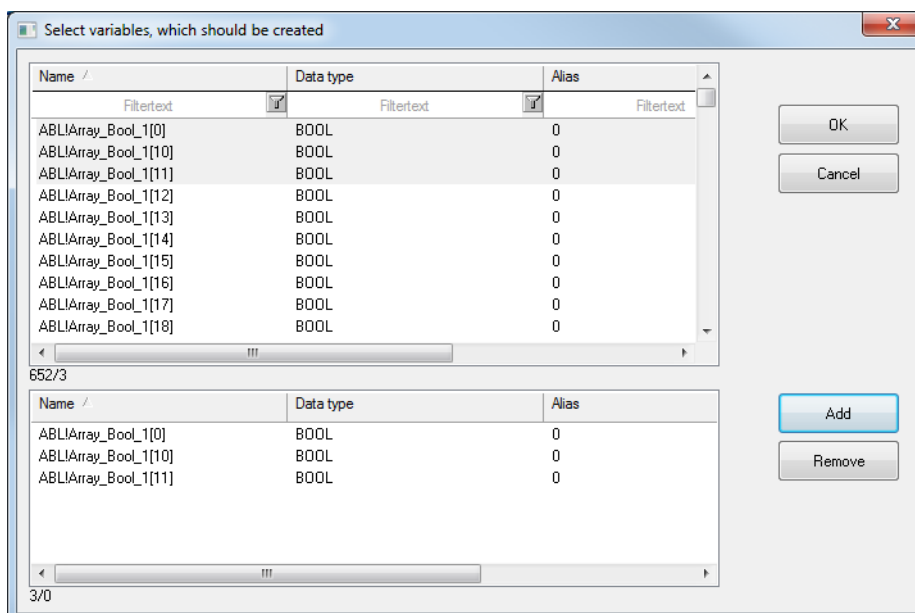 Select variables, which should be created
Name Data type Alias
Filtertext Filtertext Filtertext
ABL!Array_Bool_1[0] BOOL 0
ABL!Array_Bool_1[10] BOOL 0
ABL!Array_Bool_1[11] BOOL 0
ABL!Array_Bool_1[12] BOOL 0
ABL!Array_Bool_1[13] BOOL 0
ABL!Array_Bool_1[14] BOOL 0
ABL!Array_Bool_1[15] BOOL 0
ABL!Array_Bool_1[16] BOOL 0
ABL!Array_Bool_1[17] BOOL 0
ABL!Array_Bool_1[18] BOOL 0
652/3
OK
Cancel
Name Data type Alias
ABL!Array_Bool_1[0] BOOL 0
ABL!Array_Bool_1[10] BOOL 0
ABL!Array_Bool_1[11] BOOL 0
3/0
Add
Remove